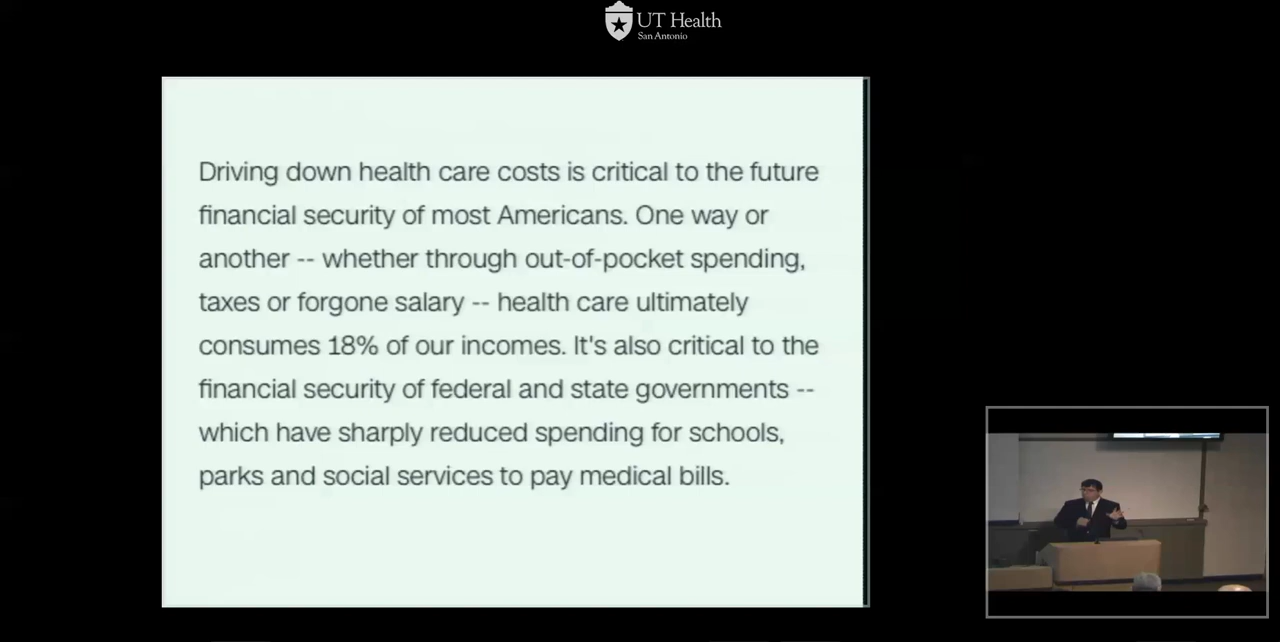 UT Health
San Antonio
Driving down health care costs is critical to the future
financial security of most Americans. One way or
another -- whether through out-of-pocket spending,
taxes or forgone salary -- health care ultimately
consumes 18% of our incomes. It's also critical to the
financial security of federal and state governments --
which have sharply reduced spending for schools,
parks and social services to pay medical bills.